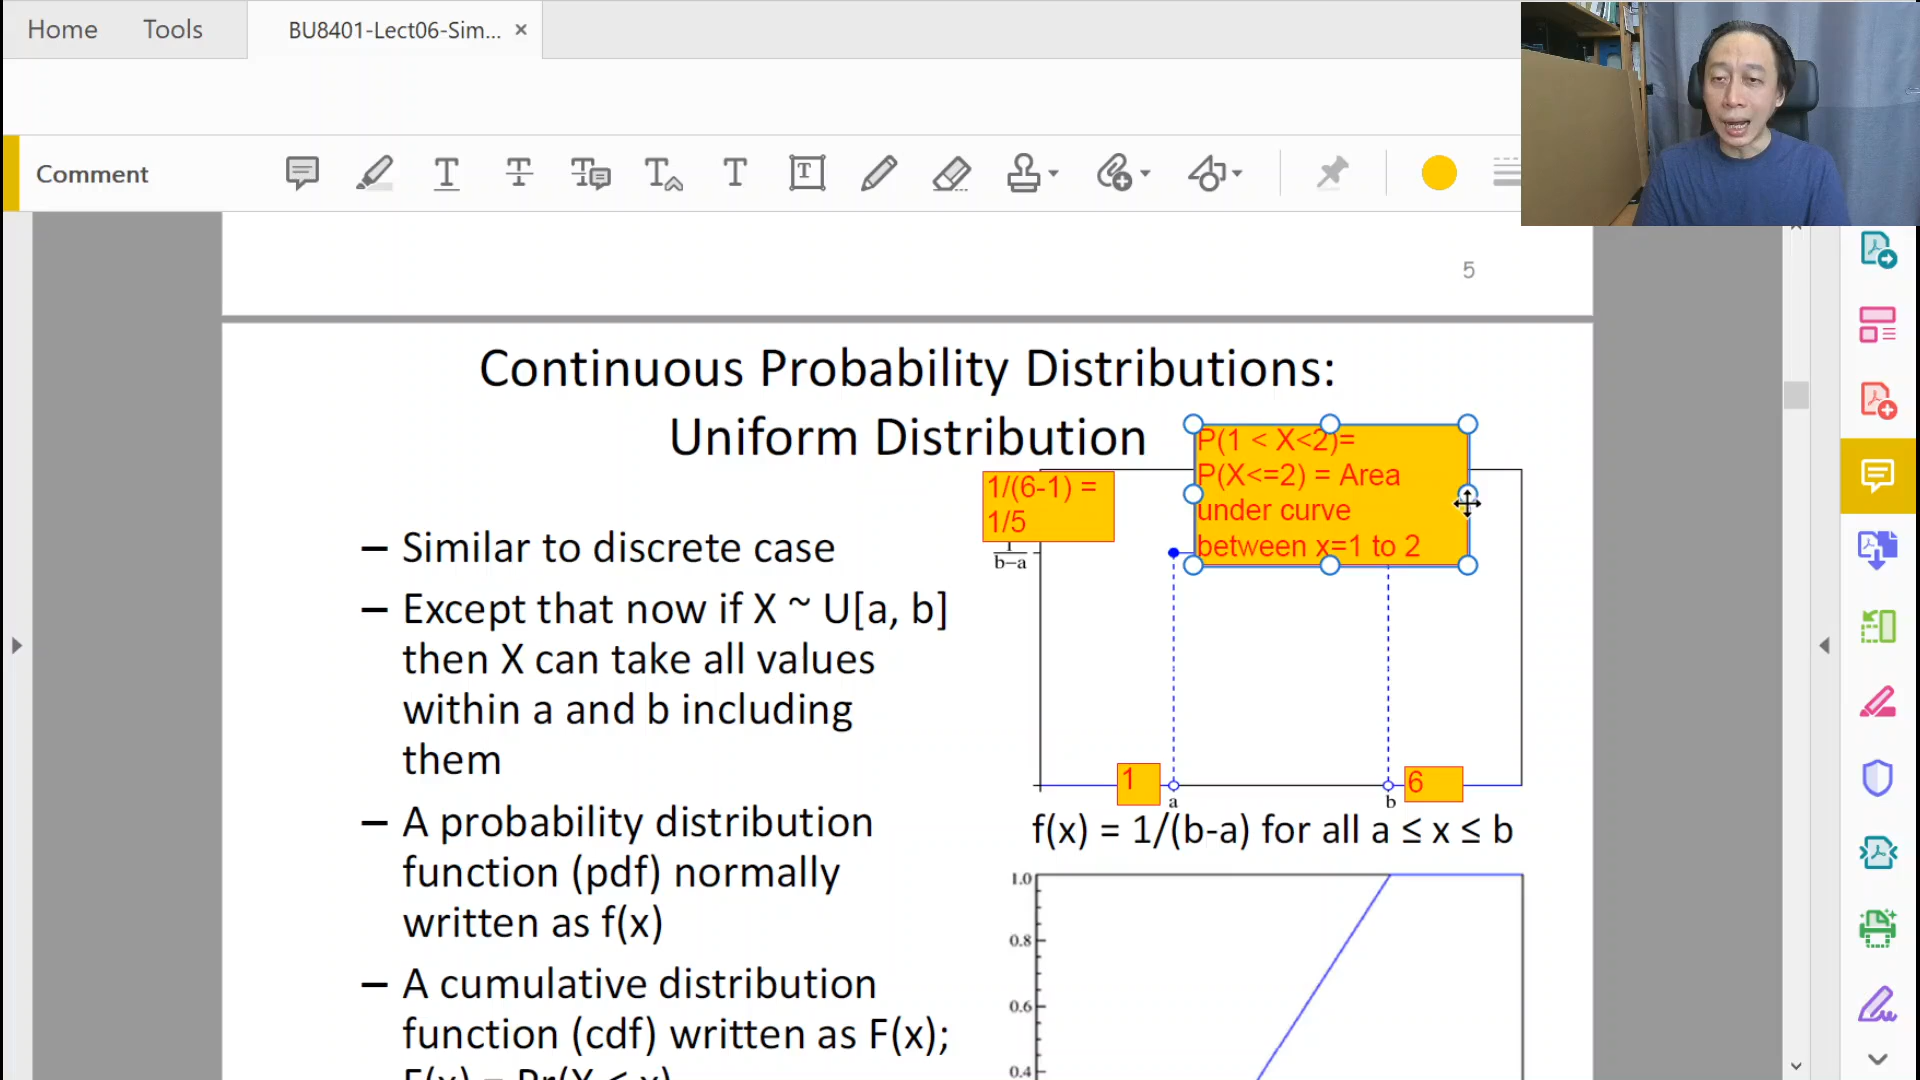 Home
Tools
BU8401-Lect06-Sim...
Comment
5
Continuous Probability Distributions:
Uniform Distribution
P(1 < X<2)=
P(X<=2) = Area
under curve
between x=1 to 2
1/(6-1) =
1/5
1
b−a
– Similar to discrete case
– Except that now if X ~ U[a, b]
then X can take all values
within a and b including
them
– A probability distribution
function (pdf) normally
written as f(x)
– A cumulative distribution
function (cdf) written as F(x);
F(x) = Pr(X ≤ x)
1
a
b
6
f(x) = 1/(b-a) for all a ≤ x ≤ b
1.0
0.8
0.6
0.4